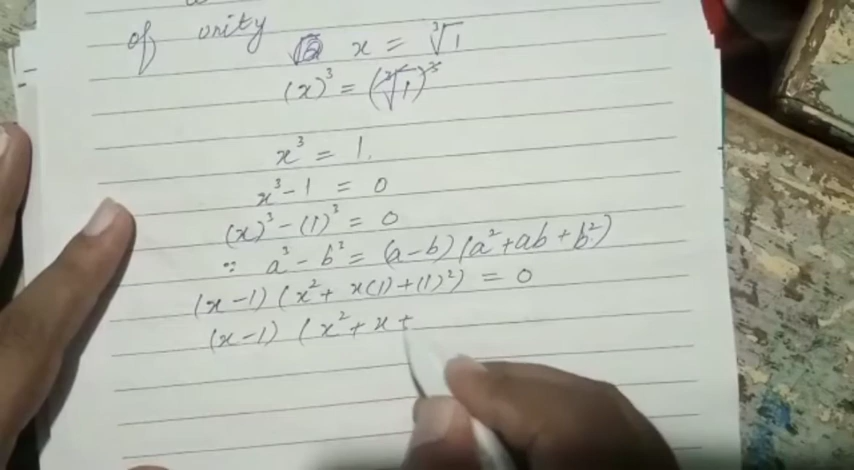 of unity
x = ∛1
(x)³ = (∛1)³
x³ = 1.
x³ - 1 = 0
(x)³ - (1)³ = 0
∵ a³ - b³ = (a-b) (a² + ab + b²)
(x-1) (x² + x(1) + (1)²) = 0
(x-1) (x² + x +